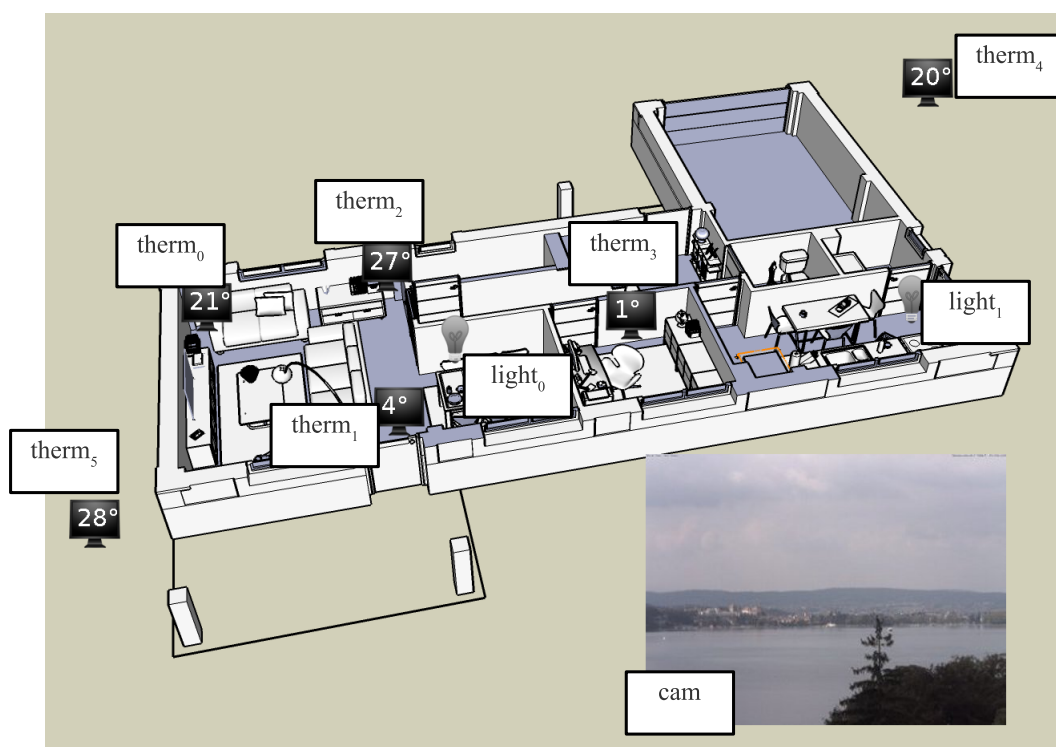 20°
therm₄
therm₂
therm₀
27°
therm₃
21°
1°
light₁
light₀
4°
therm₁
therm₅
28°
cam